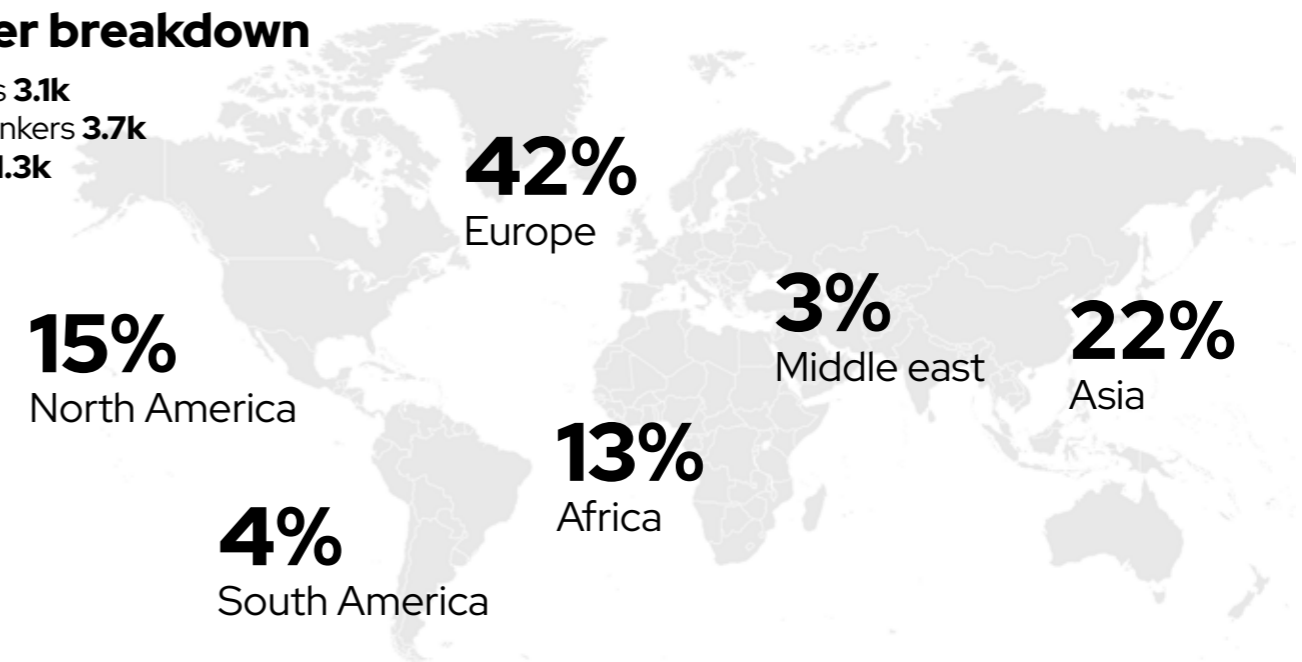 er breakdown
s 3.1k
nkers 3.7k
1.3k
42%
Europe
3%
Middle east
22%
Asia
15%
North America
13%
Africa
4%
South America